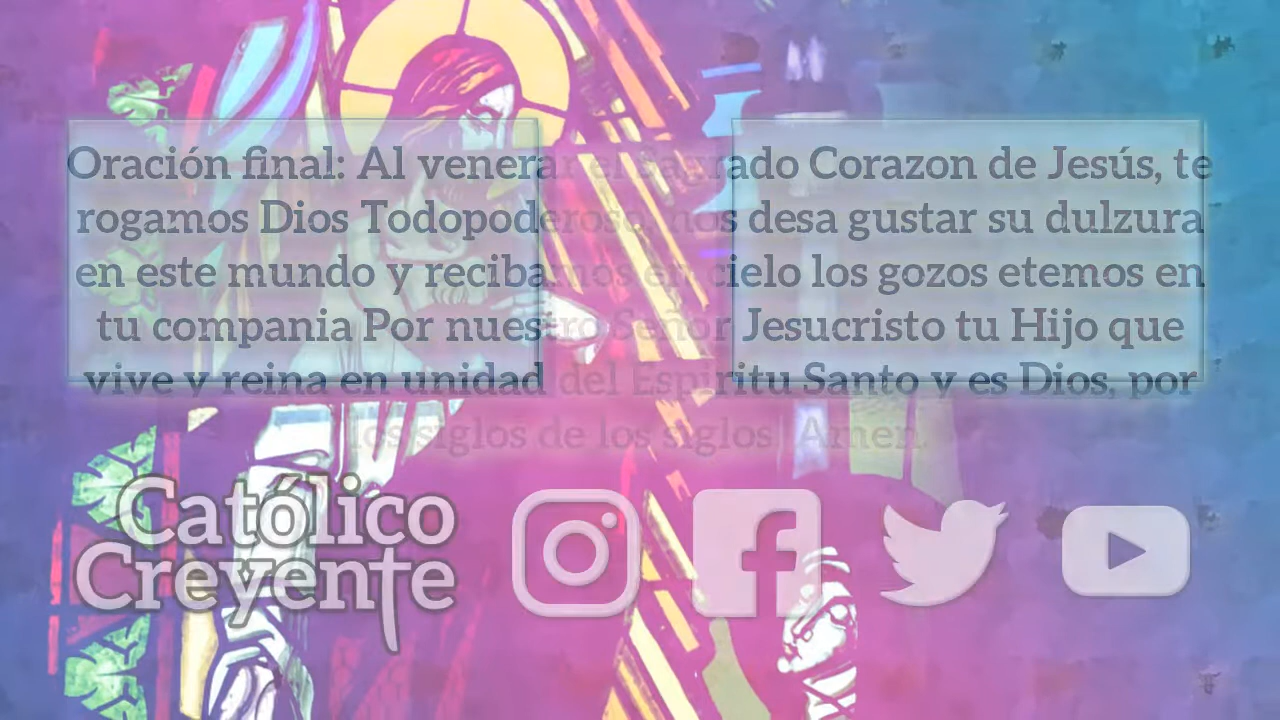 Oración final: Al venerar el Sagrado Corazon de Jesús, te
rogamos Dios Todopoderoso, nos desa gustar su dulzura
en este mundo y recibamos en cielo los gozos etemos en
tu compania Por nuestro Señor Jesucristo tu Hijo que
vive y reina en unidad del Espiritu Santo y es Dios, por
los siglos de los siglos. Amen.
Católico
Creyente